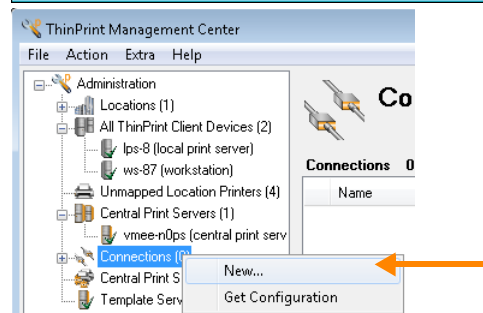 ThinPrint Management Center
File Action Extra Help
Administration
Locations (1)
All ThinPrint Client Devices (2)
lps-8 (local print server)
ws-87 (workstation)
Unmapped Location Printers (4)
Central Print Servers (1)
vmee-n0ps (central print serv
Connections (0)
Central Print S
Template Serv
New...
Get Configuration
Co
Connections 0
Name